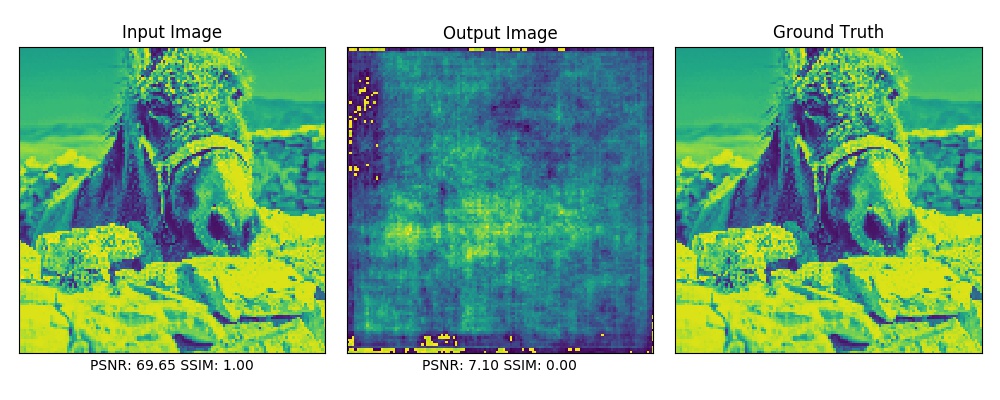 Input Image
Output Image
Ground Truth
PSNR: 69.65 SSIM: 1.00
PSNR: 7.10 SSIM: 0.00